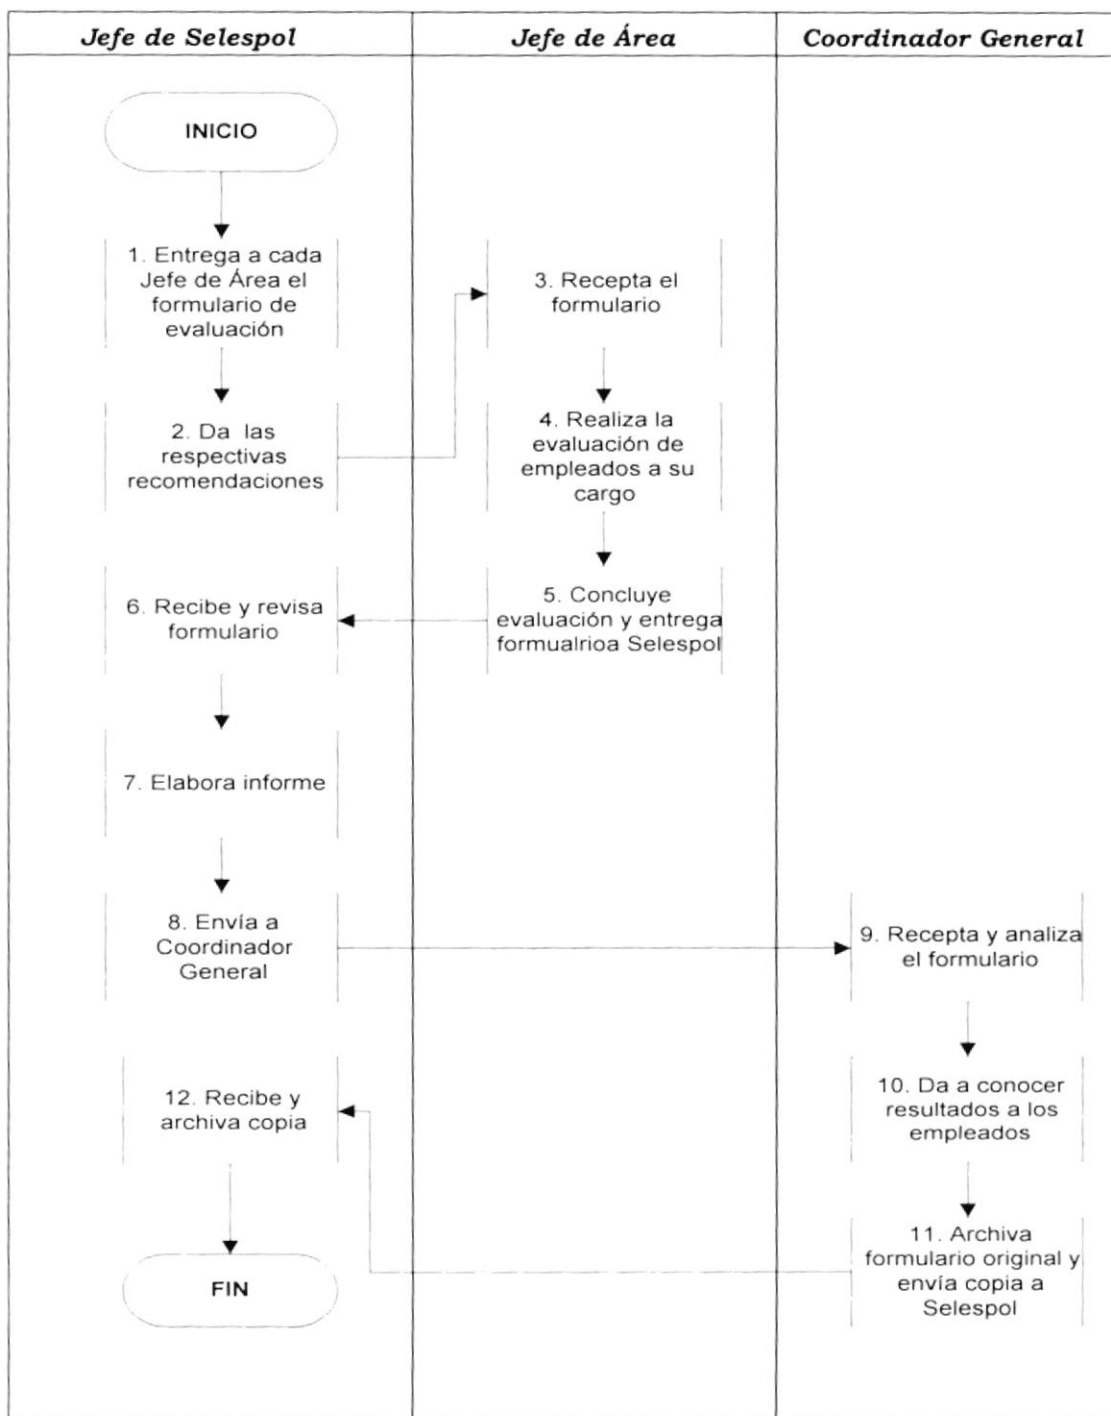 Jefe de Selespol
Jefe de Área
Coordinador General
INICIO
1. Entrega a cada
Jefe de Área el
formulario de
evaluación
2. Da las
respectivas
recomendaciones
3. Recepta el
formulario
4. Realiza la
evaluación de
empleados a su
cargo
5. Concluye
evaluación y entrega
formualrioa Selespol
6. Recibe y revisa
formulario
7. Elabora informe
8. Envía a
Coordinador
General
9. Recepta y analiza
el formulario
10. Da a conocer
resultados a los
empleados
11. Archiva
formulario original y
envía copia a
Selespol
12. Recibe y
archiva copia
FIN